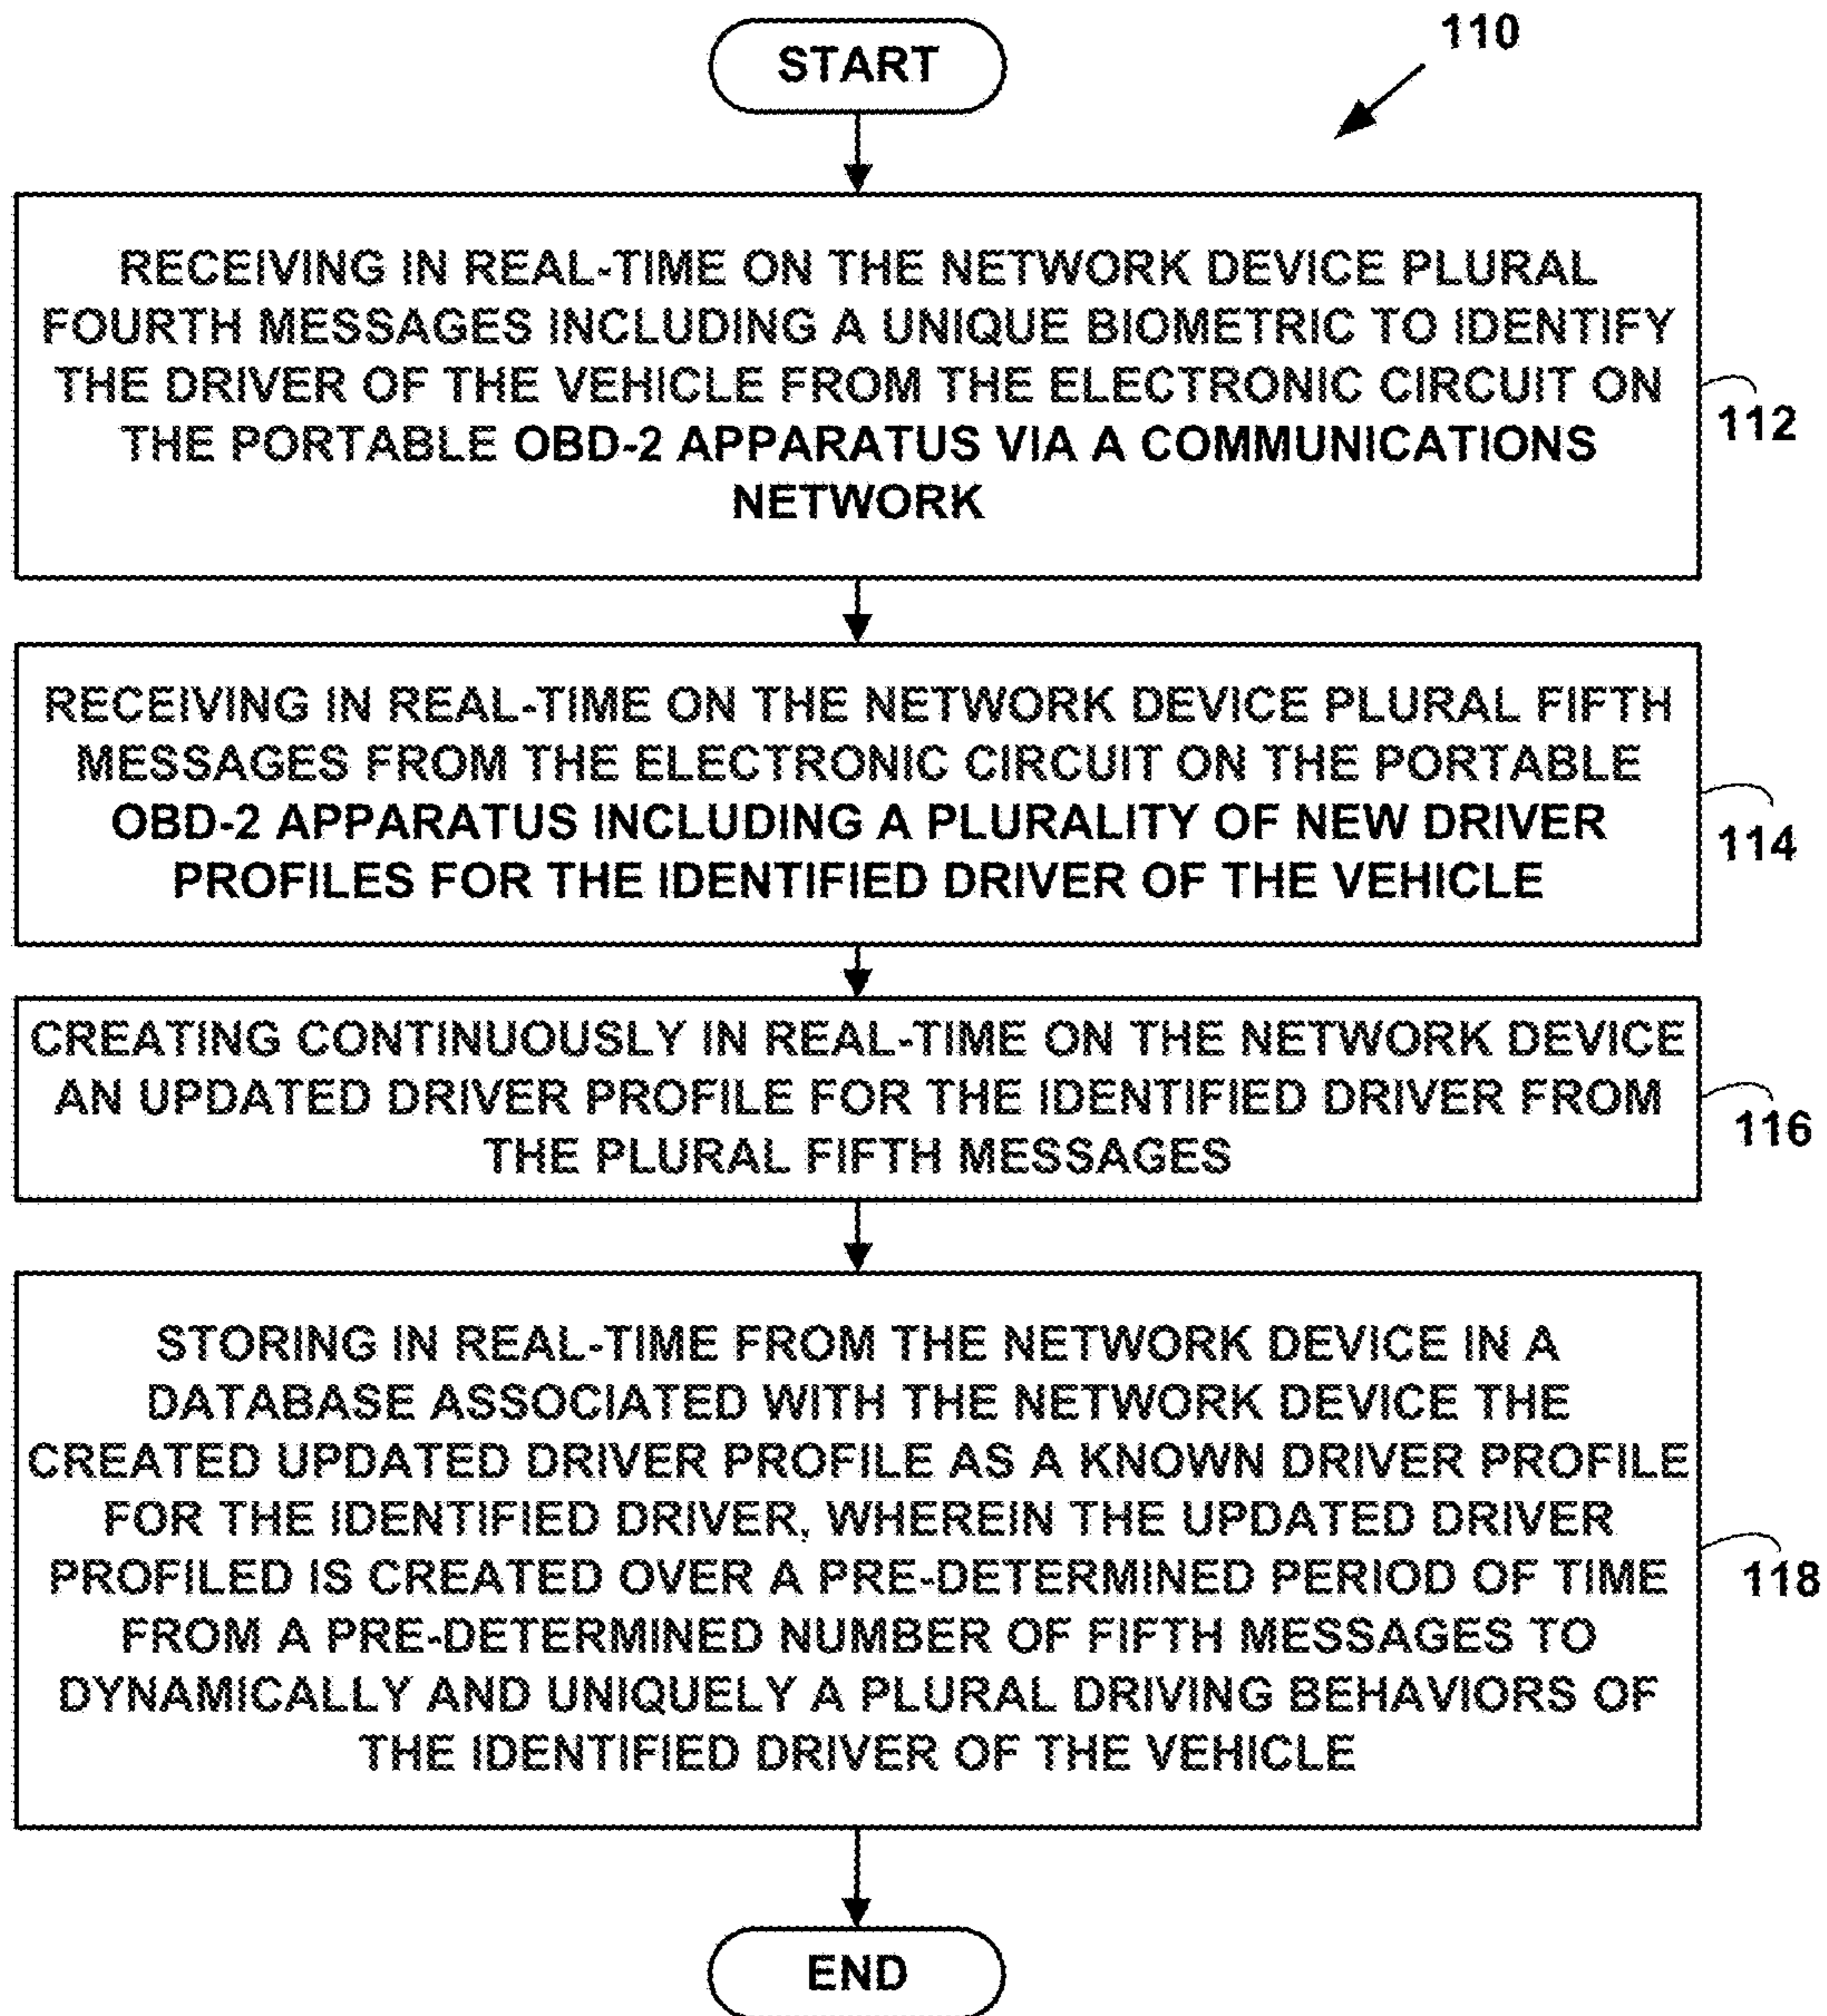 START
110
RECEIVING IN REAL-TIME ON THE NETWORK DEVICE PLURAL
FOURTH MESSAGES INCLUDING A UNIQUE BIOMETRIC TO IDENTIFY
THE DRIVER OF THE VEHICLE FROM THE ELECTRONIC CIRCUIT ON
THE PORTABLE OBD-2 APPARATUS VIA A COMMUNICATIONS
NETWORK
112
RECEIVING IN REAL-TIME ON THE NETWORK DEVICE PLURAL FIFTH
MESSAGES FROM THE ELECTRONIC CIRCUIT ON THE PORTABLE
OBD-2 APPARATUS INCLUDING A PLURALITY OF NEW DRIVER
PROFILES FOR THE IDENTIFIED DRIVER OF THE VEHICLE
114
CREATING CONTINUOUSLY IN REAL-TIME ON THE NETWORK DEVICE
AN UPDATED DRIVER PROFILE FOR THE IDENTIFIED DRIVER FROM
THE PLURAL FIFTH MESSAGES
116
STORING IN REAL-TIME FROM THE NETWORK DEVICE IN A
DATABASE ASSOCIATED WITH THE NETWORK DEVICE THE
CREATED UPDATED DRIVER PROFILE AS A KNOWN DRIVER PROFILE
FOR THE IDENTIFIED DRIVER, WHEREIN THE UPDATED DRIVER
PROFILED IS CREATED OVER A PRE-DETERMINED PERIOD OF TIME
FROM A PRE-DETERMINED NUMBER OF FIFTH MESSAGES TO
DYNAMICALLY AND UNIQUELY A PLURAL DRIVING BEHAVIORS OF
THE IDENTIFIED DRIVER OF THE VEHICLE
118
END